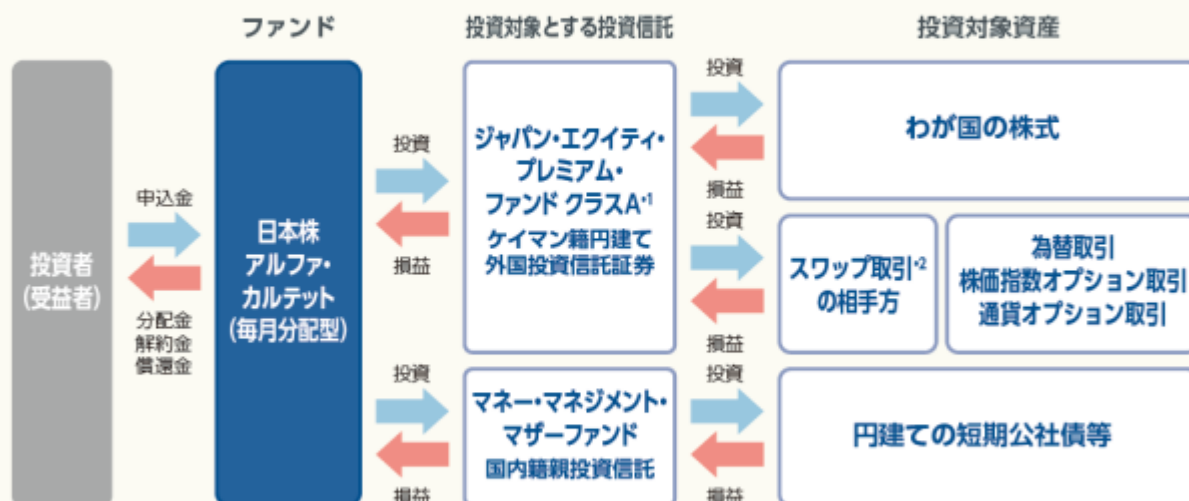 ファンド
投資対象とする投資信託
投資対象資産
投資者
(受益者)
申込金
分配金
解約金
償還金
日本株
アルファ・
カルテット
(毎月分配型)
投資
損益
ジャパン・エクイティ・
プレミアム・
ファンド クラスA*1
ケイマン籍円建て
外国投資信託証券
投資
損益
わが国の株式
投資
損益
スワップ取引*2
の相手方
為替取引
株価指数オプション取引
通貨オプション取引
投資
損益
マネー・マネジメント・
マザーファンド
国内籍親投資信託
投資
損益
円建ての短期公社債等